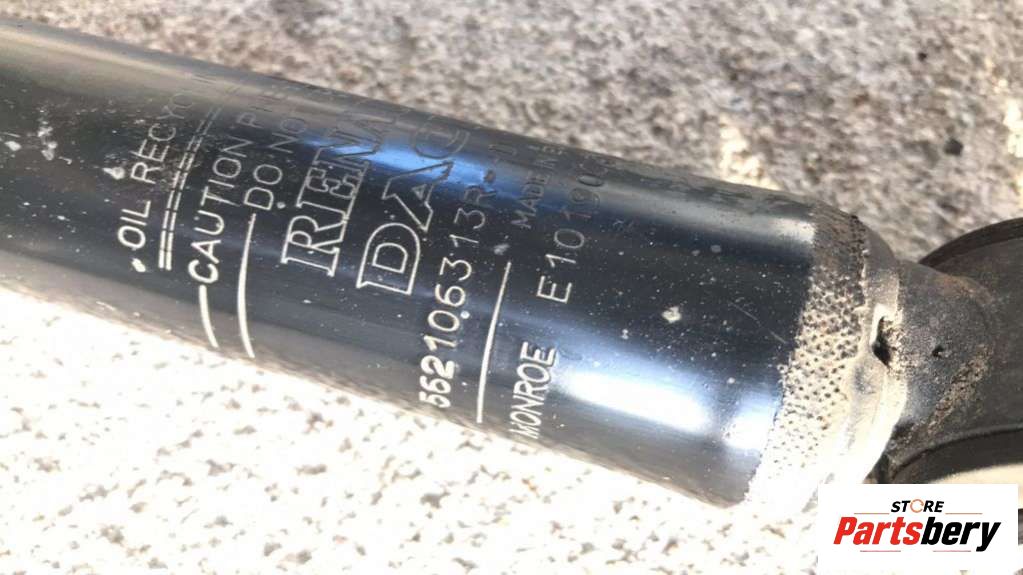 OIL RECYC
CAUTION P
DO NO
RENA
DAC
562106313R--
MADE IN
MONROE E10190
STORE
Partsbery